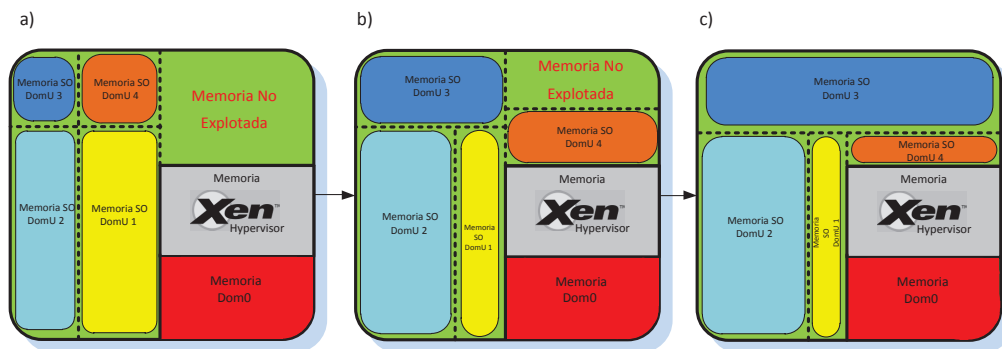 a)
Memoria SO
DomU 3
Memoria SO
DomU 4
Memoria No
Explotada
Memoria SO
DomU 2
Memoria SO
DomU 1
Memoria
Xen™
Hypervisor
Memoria
Dom0
b)
Memoria SO
DomU 3
Memoria No
Explotada
Memoria SO
DomU 4
Memoria SO
DomU 2
Memoria
SO
DomU 1
Memoria
Xen™
Hypervisor
Memoria
Dom0
c)
Memoria SO
DomU 3
Memoria SO
DomU 4
Memoria SO
DomU 2
Memoria
SO
DomU 1
Memoria
Xen™
Hypervisor
Memoria
Dom0